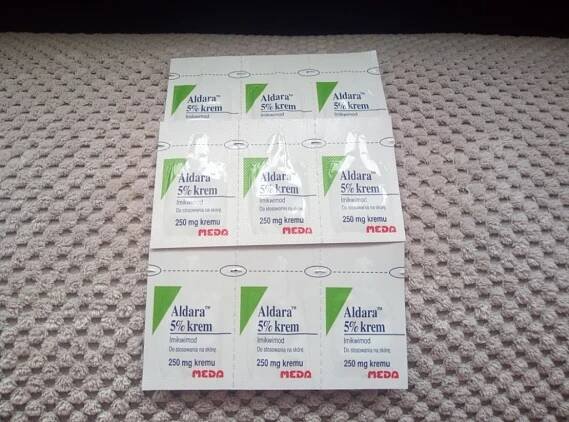 Aldara™ Aldara™ Aldara™
5% krem 5% krem 5% krem
Imikwimod Imikwimod Imikwimod
Aldara™ Aldara™ Aldara™
5% krem 5% krem 5% krem
Imikwimod Imikwimod Imikwimod
Do stosowania na skórę Do stosowania na skórę Do stosowania na skórę
250 mg kremu 250 mg kremu 250 mg kremu
MEDA MEDA MEDA
Aldara™ Aldara™ Aldara™
5% krem 5% krem 5% krem
Imikwimod Imikwimod Imikwimod
Do stosowania na skórę Do stosowania na skórę Do stosowania na skórę
250 mg kremu 250 mg kremu 250 mg kremu
MEDA MEDA MEDA